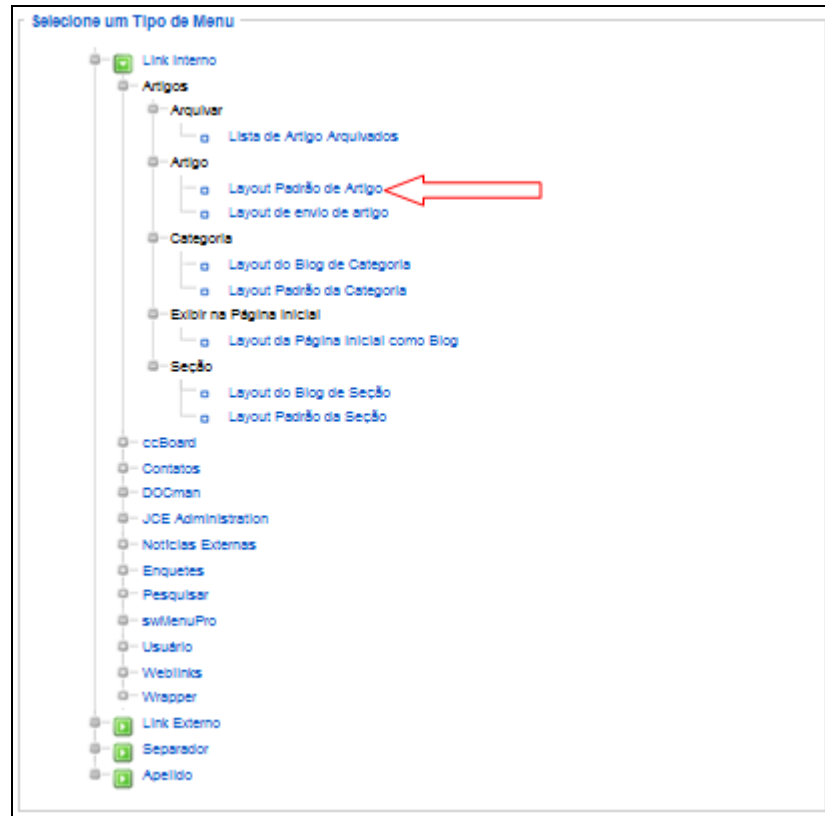 Selecione um Tipo de Menu
Link Interno
Artigos
Arquivar
Lista de Artigo Arquivados
Artigo
Layout Padrão de Artigo
Layout de envio de artigo
Categoria
Layout do Blog de Categoria
Layout Padrão da Categoria
Exibir na Página Inicial
Layout da Página Inicial como Blog
Seção
Layout do Blog de Seção
Layout Padrão da Seção
ccBoard
Contatos
DOCman
JCE Administration
Notícias Externas
Enquetes
Pesquisar
swMenuPro
Usuário
Weblinks
Wrapper
Link Externo
Separador
Apelido